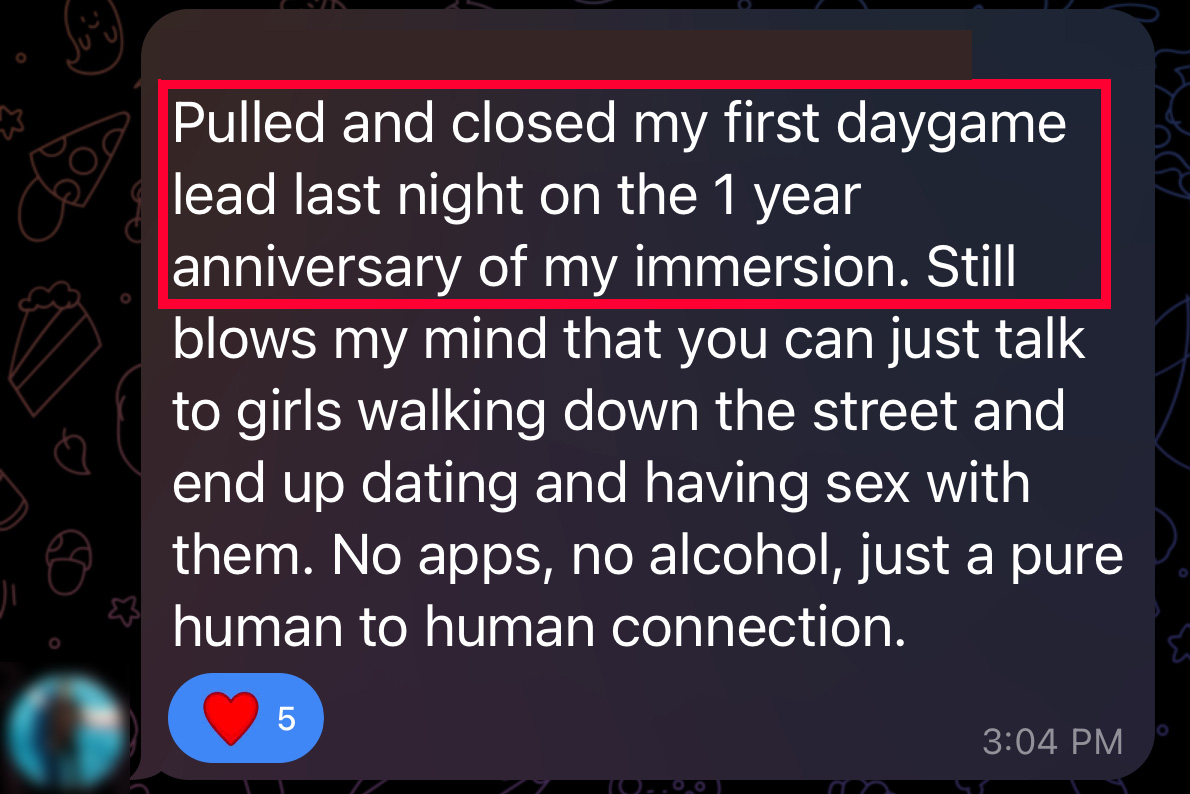 Pulled and closed my first daygame
lead last night on the 1 year
anniversary of my immersion. Still
blows my mind that you can just talk
to girls walking down the street and
end up dating and having sex with
them. No apps, no alcohol, just a pure
human to human connection.
❤️ 5
3:04 PM